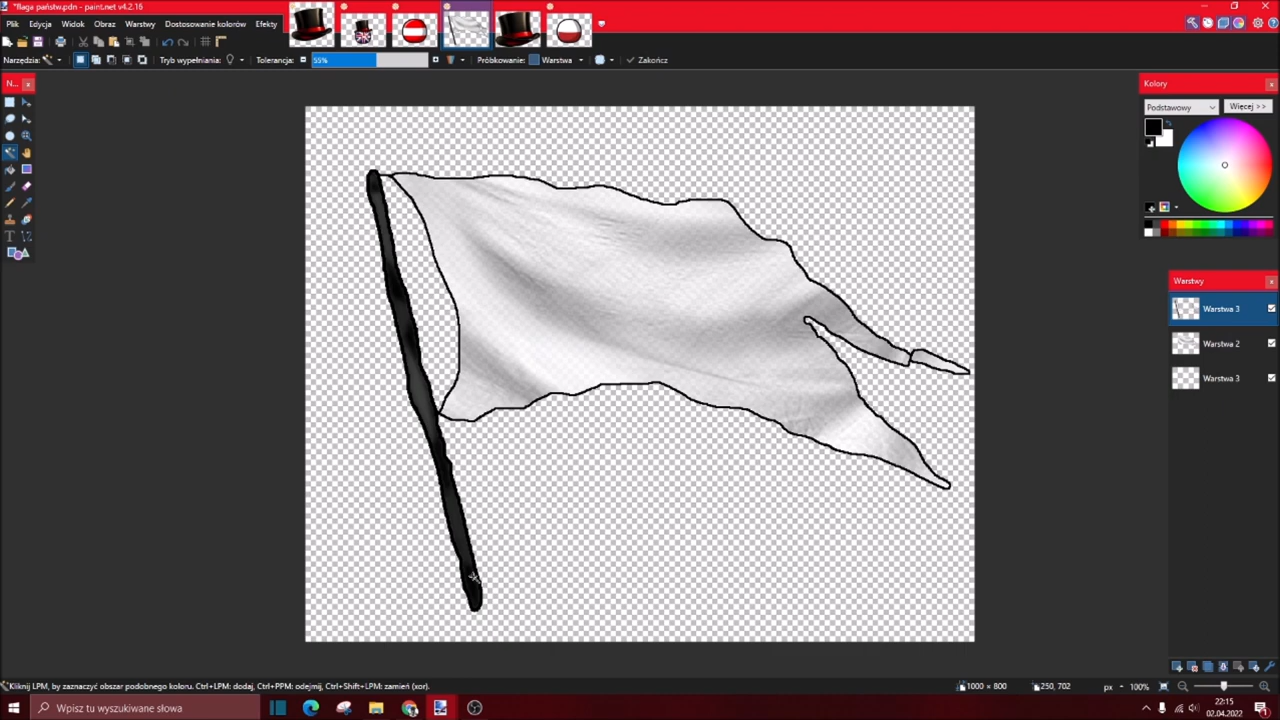 *flaga państw.pdn - paint.net v4.2.16
Plik Edycja Widok Obraz Warstwy Dostosowanie kolorów Efekty
Narzędzia:
Tryb wypełniania:
Tolerancja:
55%
Próbkowanie:
Warstwa
Zakończ
N...
Kolory
Podstawowy
Więcej >>
Warstwy
Warstwa 3
Warstwa 2
Warstwa 3
Kliknij LPM, by zaznaczyć obszar podobnego koloru. Ctrl+LPM: dodaj, Ctrl+PPM: odejmij, Ctrl+Shift+LPM: zamień (xor).
1000 × 800
250, 702
px
100%
Wpisz tu wyszukiwane słowa
22:15
02.04.2022
1